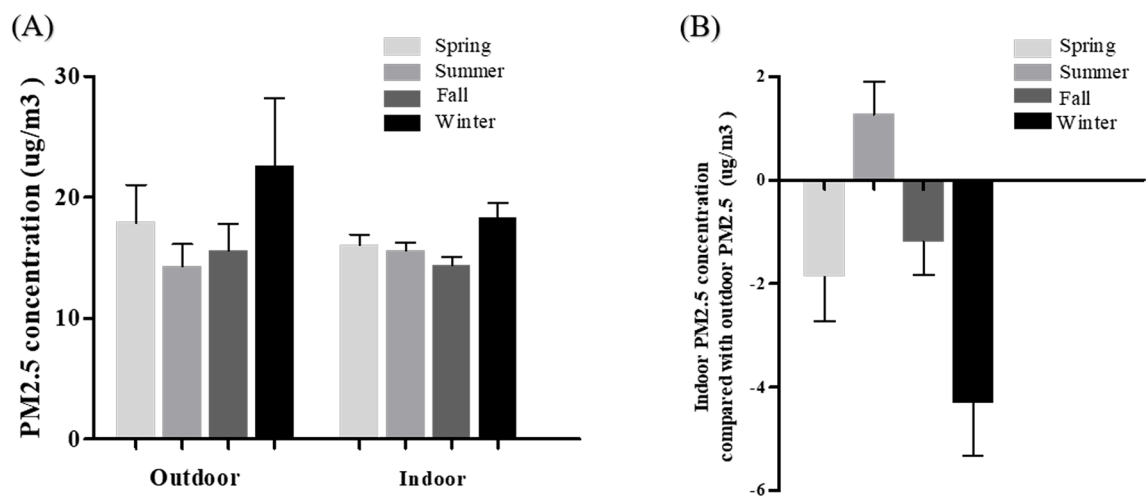 (A)
Spring
Summer
Fall
Winter
PM2.5 concentration (ug/m3 )
30
20
10
0
Outdoor
Indoor
(B)
Spring
Summer
Fall
Winter
Indoor PM2.5 concentration
compared with outdoor PM2.5 (ug/m3 )
2
0
-2
-4
-6